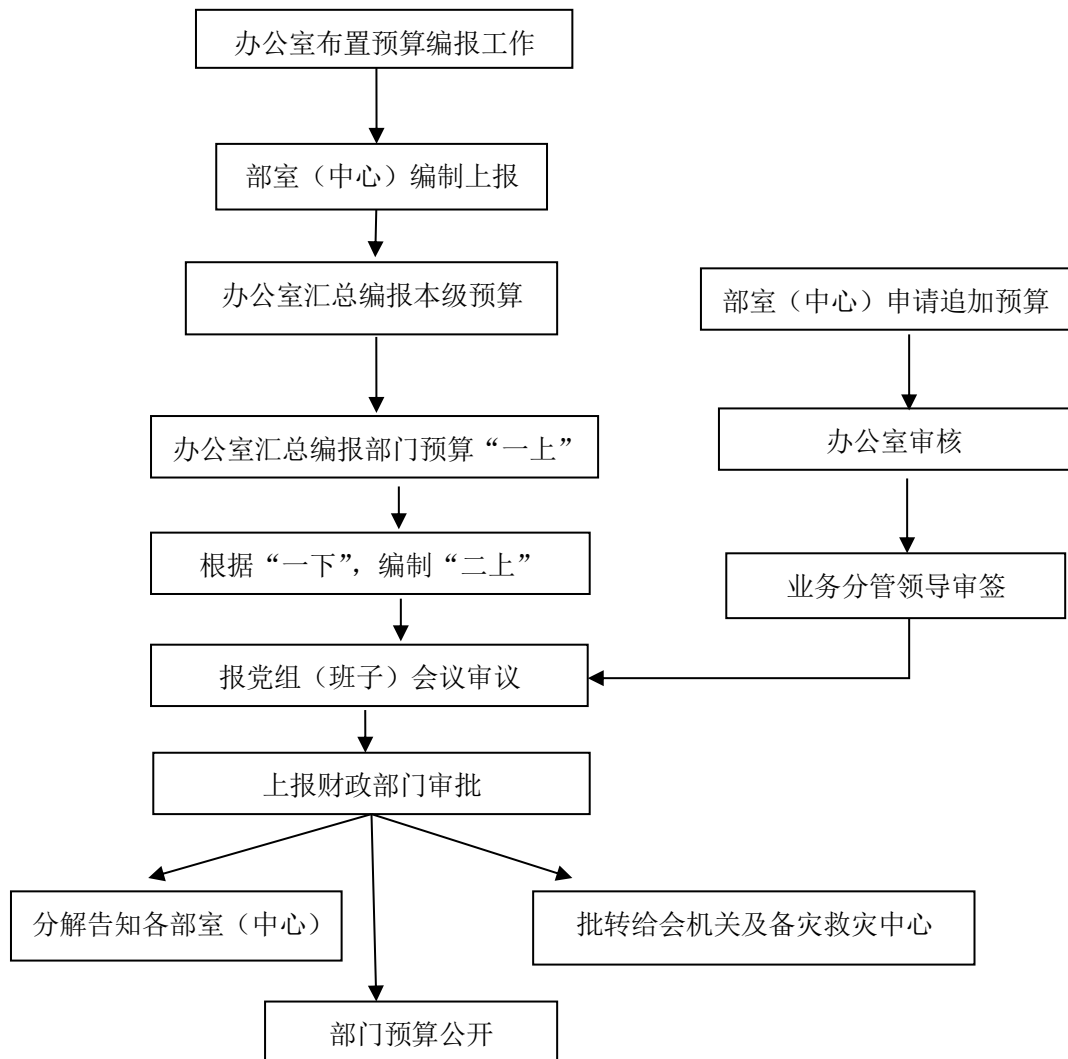 办公室布置预算编报工作
部室（中心）编制上报
办公室汇总编报本级预算
部室（中心）申请追加预算
办公室汇总编报部门预算“一上”
办公室审核
根据“一下”，编制“二上”
业务分管领导审签
报党组（班子）会议审议
上报财政部门审批
分解告知各部室（中心）
批转给会机关及备灾救灾中心
部门预算公开